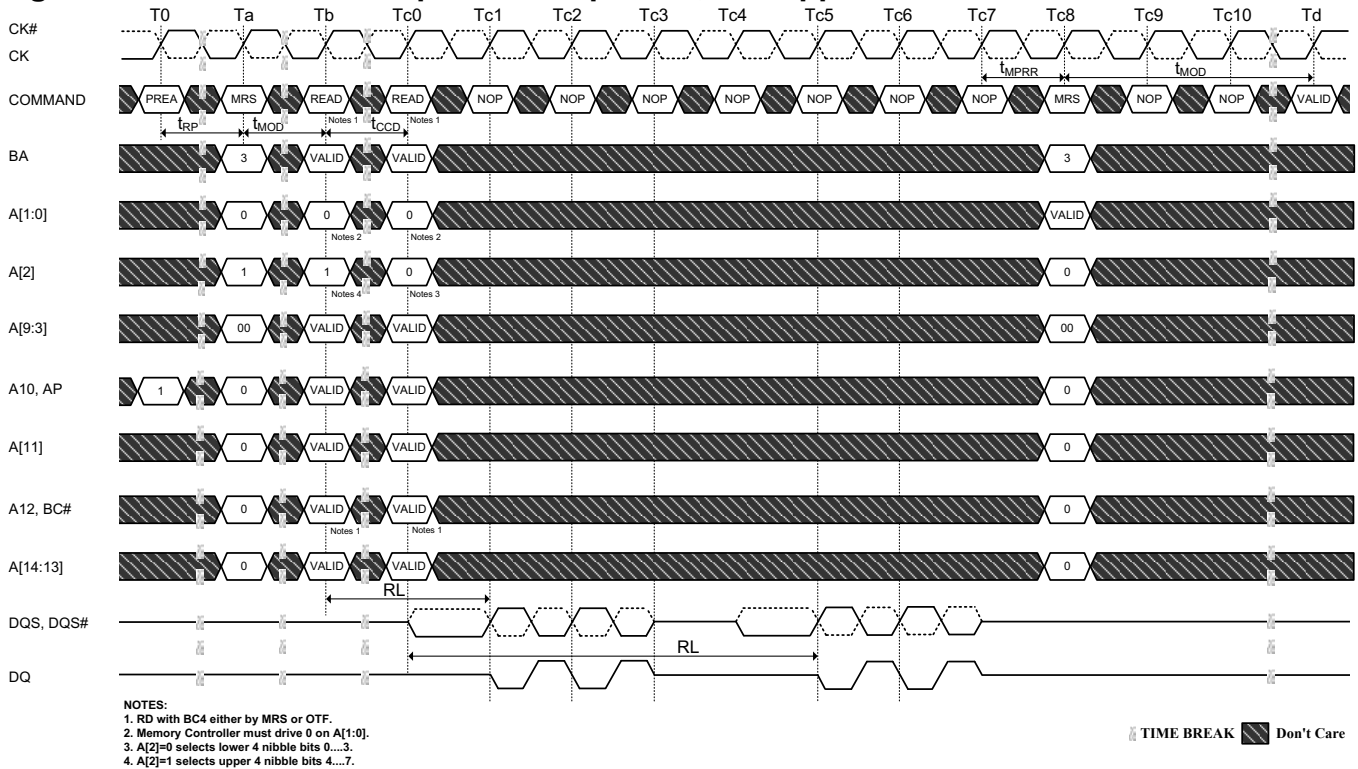 T0 Ta Tb Tc0 Tc1 Tc2 Tc3 Tc4 Tc5 Tc6 Tc7 Tc8 Tc9 Tc10 Td
CK#
CK
tMPRR tMOD
COMMAND PREA MRS READ READ NOP NOP NOP NOP NOP NOP NOP MRS NOP NOP VALID
Notes 1 Notes 1
tRP tMOD tCCD
BA 3 VALID VALID 3
A[1:0] 0 0 0 VALID
Notes 2 Notes 2
A[2] 1 1 0 0
Notes 4 Notes 3
A[9:3] 00 VALID VALID 00
A10, AP 1 0 VALID VALID 0
A[11] 0 VALID VALID 0
A12, BC# 0 VALID VALID 0
Notes 1 Notes 1
A[14:13] 0 VALID VALID 0
RL
DQS, DQS#
RL
DQ
NOTES:
1. RD with BC4 either by MRS or OTF.
2. Memory Controller must drive 0 on A[1:0].
3. A[2]=0 selects lower 4 nibble bits 0....3.
4. A[2]=1 selects upper 4 nibble bits 4....7.
TIME BREAK Don't Care